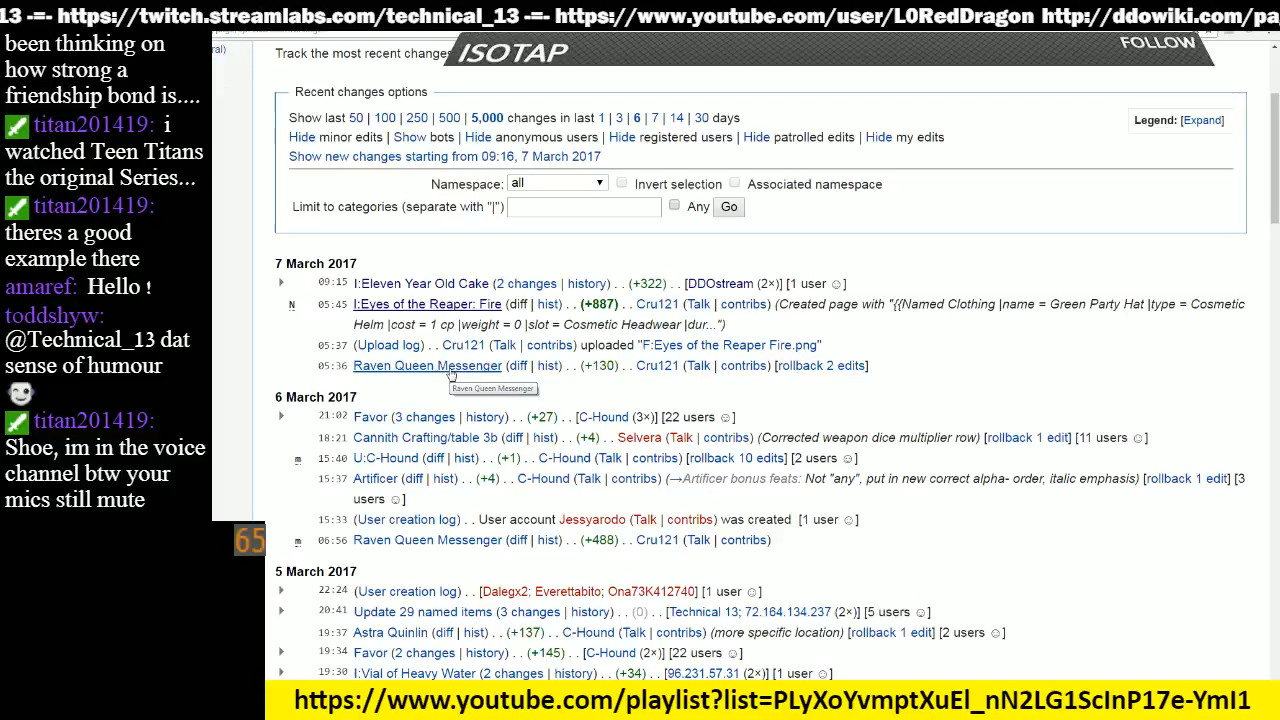 13 -=- https://twitch.streamlabs.com/technical_13 -=- https://www.youtube.com/user/L0RedDragon http://ddowiki.com/pa
been thinking on
how strong a
friendship bond is....
titan201419: i
watched Teen Titans
the original Series...
titan201419:
theres a good
example there
amaref: Hello !
toddshyw:
@Technical_13 dat
sense of humour
titan201419:
Shoe, im in the voice
channel btw your
mics still mute
65
ISOTAP
FOLLOW
Track the most recent changes
Recent changes options
Show last 50 | 100 | 250 | 500 | 5,000 changes in last 1 | 3 | 6 | 7 | 14 | 30 days
Legend: [Expand]
Hide minor edits | Show bots | Hide anonymous users | Hide registered users | Hide patrolled edits | Hide my edits
Show new changes starting from 09:16, 7 March 2017
Namespace: all Invert selection Associated namespace
Limit to categories (separate with "|") Any Go
7 March 2017
09:15 I:Eleven Year Old Cake (2 changes | history) . . (+322) . . [DDOstream (2×)] [1 user ☺]
N 05:45 I:Eyes of the Reaper: Fire (diff | hist) . . (+887) . . Cru121 (Talk | contribs) (Created page with "{{Named Clothing |name = Green Party Hat |type = Cosmetic
Helm |cost = 1 cp |weight = 0 |slot = Cosmetic Headwear |dur...")
05:37 (Upload log) . . Cru121 (Talk | contribs) uploaded "F:Eyes of the Reaper Fire.png"
05:36 Raven Queen Messenger (diff | hist) . . (+130) . . Cru121 (Talk | contribs) [rollback 2 edits]
Raven Queen Messenger
6 March 2017
21:02 Favor (3 changes | history) . . (+27) . . [C-Hound (3×)] [22 users ☺]
18:21 Cannith Crafting/table 3b (diff | hist) . . (+4) . . Selvera (Talk | contribs) (Corrected weapon dice multiplier row) [rollback 1 edit] [11 users ☺]
m 15:40 U:C-Hound (diff | hist) . . (+1) . . C-Hound (Talk | contribs) [rollback 10 edits] [2 users ☺]
15:37 Artificer (diff | hist) . . (+4) . . C-Hound (Talk | contribs) (→Artificer bonus feats: Not "any", put in new correct alpha- order, italic emphasis) [rollback 1 edit] [3
users ☺]
15:33 (User creation log) . . User account Jessyarodo (Talk | contribs) was created [1 user ☺]
m 06:56 Raven Queen Messenger (diff | hist) . . (+488) . . Cru121 (Talk | contribs)
5 March 2017
22:24 (User creation log) . . [Dalegx2; Everettabito; Ona73K412740] [1 user ☺]
20:41 Update 29 named items (3 changes | history) . . (0) . . [Technical 13; 72.164.134.237 (2×)] [5 users ☺]
19:37 Astra Quinlin (diff | hist) . . (+137) . . C-Hound (Talk | contribs) (more specific location) [rollback 1 edit] [2 users ☺]
19:34 Favor (2 changes | history) . . (+145) . . [C-Hound (2×)] [22 users ☺]
19:30 I:Vial of Heavy Water (2 changes | history) . . (+34) . . [96.231.57.31 (2×)] [1 user ☺]
https://www.youtube.com/playlist?list=PLyXoYvmptXuEl_nN2LG1ScInP17e-YmI1